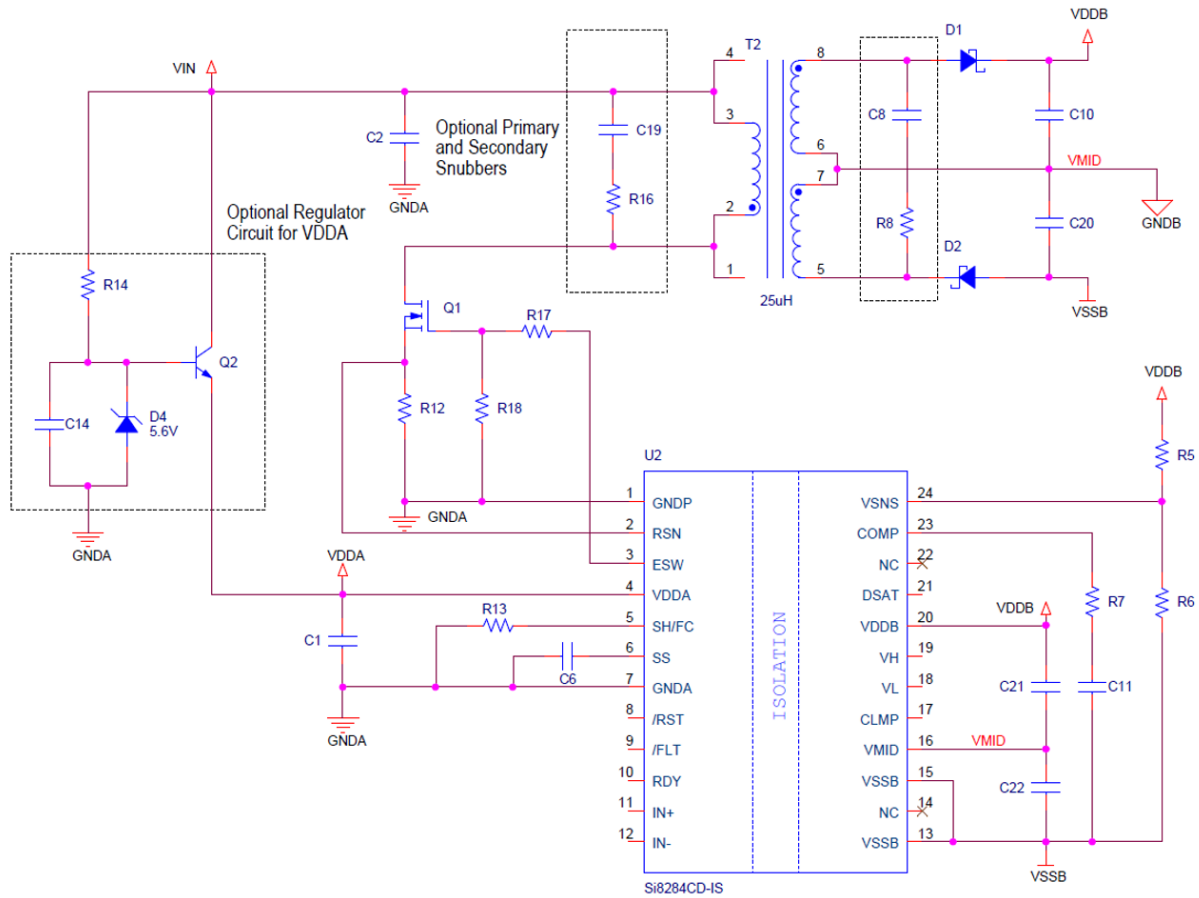 VDDB
D1
T2
4
8
VIN
C19
C8
C10
3
C2
Optional Primary
and Secondary
Snubbers
6
VMID
7
R16
GNDA
2
Optional Regulator
Circuit for VDDA
R8
C20
GNDB
D2
1
5
R14
25uH
VSSB
Q1
R17
Q2
VDDB
R12
R18
C14
D4
5.6V
U2
R5
1
GNDP
VSNS
24
GNDA
2
RSN
COMP
23
GNDA
VDDA
3
ESW
NC
22
4
VDDA
DSAT
21
R7
R6
R13
VDDB
5
SH/FC
VDDB
20
C1
6
SS
VH
19
C6
7
GNDA
VL
18
C21
C11
ISOLATION
8
/RST
CLMP
17
GNDA
9
/FLT
VMID
16
VMID
10
RDY
VSSB
15
C22
11
IN+
NC
14
12
IN-
VSSB
13
VSSB
Si8284CD-IS